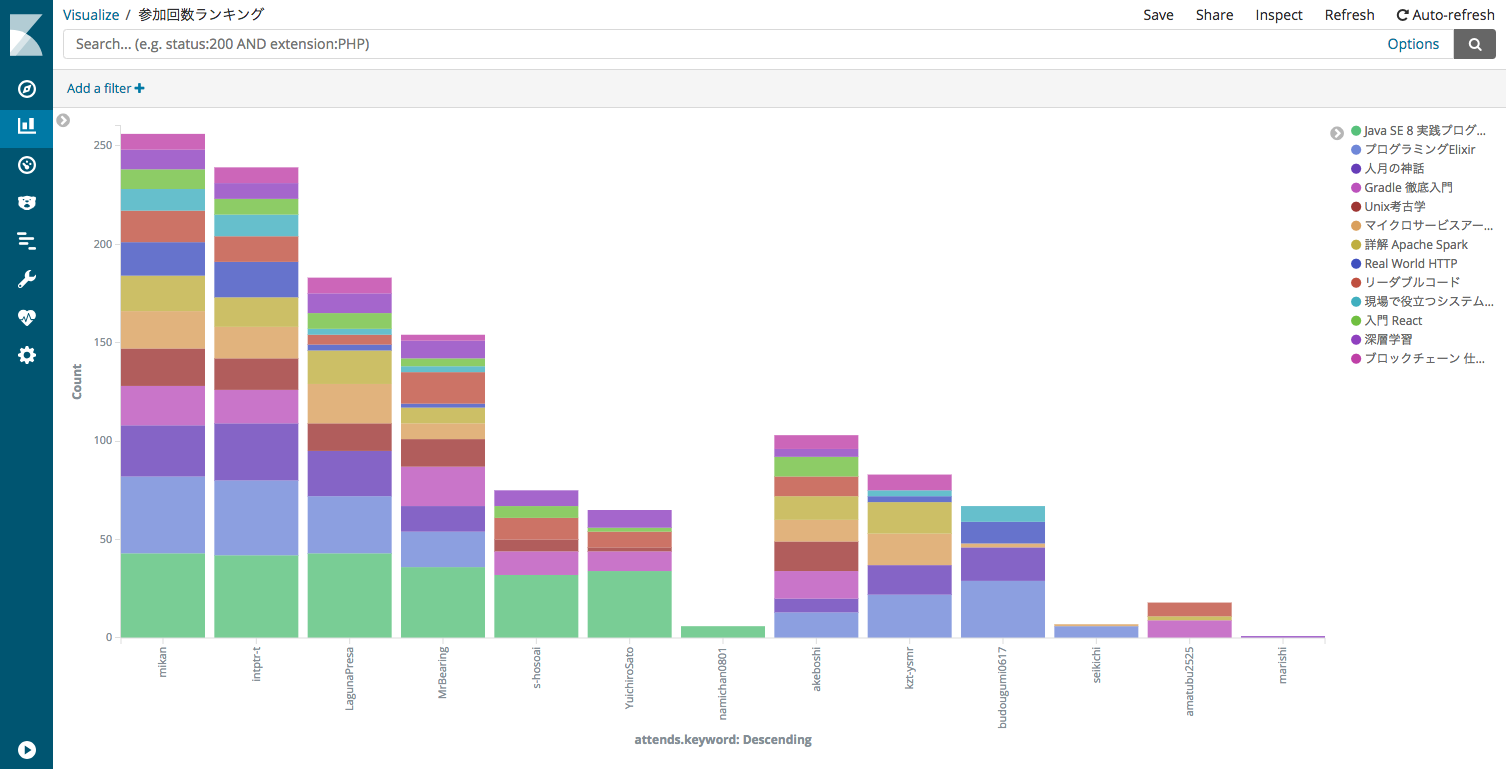 Visualize / 参加回数ランキング
Save Share Inspect Refresh Auto-refresh
Search... (e.g. status:200 AND extension:PHP)
Options
Add a filter
250
200
150
100
50
0
Count
mikan
intptr-t
LagunaPresa
MrBearing
s-hosoai
YuichiroSato
namichan0801
akeboshi
kzt-ysmr
budougumi0617
seikichi
amatubu2525
marishi
attends.keyword: Descending
Java SE 8 実践プログ...
プログラミングElixir
人月の神話
Gradle 徹底入門
Unix考古学
マイクロサービスアー...
詳解 Apache Spark
Real World HTTP
リーダブルコード
現場で役立つシステム...
入門 React
深層学習
ブロックチェーン 仕...